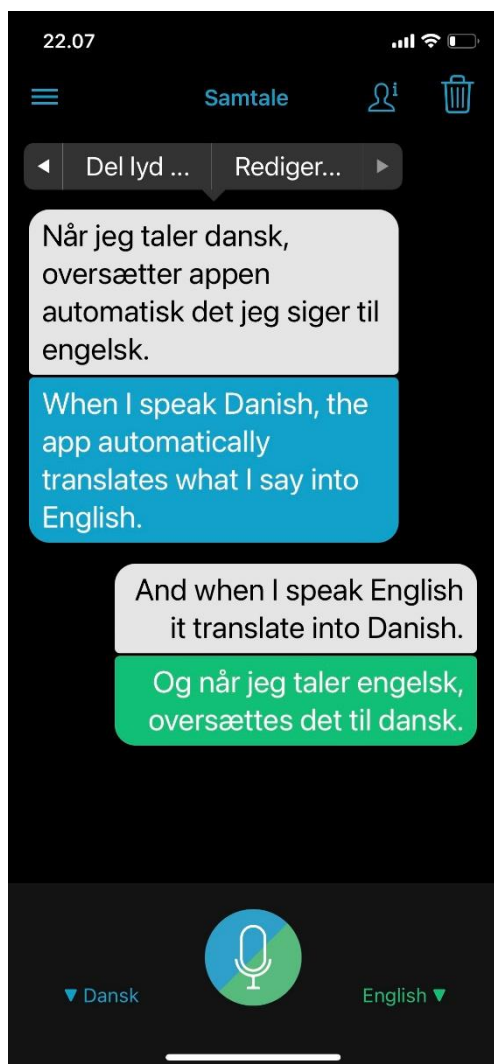 22.07
Samtale
Del lyd ... Rediger...
Når jeg taler dansk,
oversætter appen
automatisk det jeg siger til
engelsk.
When I speak Danish, the
app automatically
translates what I say into
English.
And when I speak English
it translate into Danish.
Og når jeg taler engelsk,
oversættes det til dansk.
Dansk English